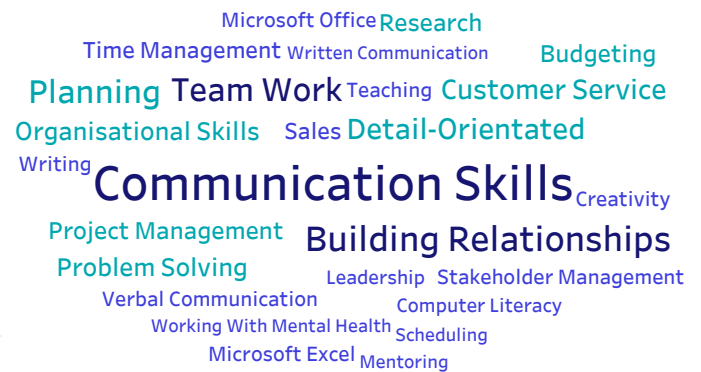 Microsoft Office Research
Time Management Written Communication Budgeting
Planning Team Work Teaching Customer Service
Organisational Skills Sales Detail-Orientated
Writing Communication Skills Creativity
Project Management Building Relationships
Problem Solving Leadership Stakeholder Management
Verbal Communication Computer Literacy
Working With Mental Health Scheduling
Microsoft Excel Mentoring